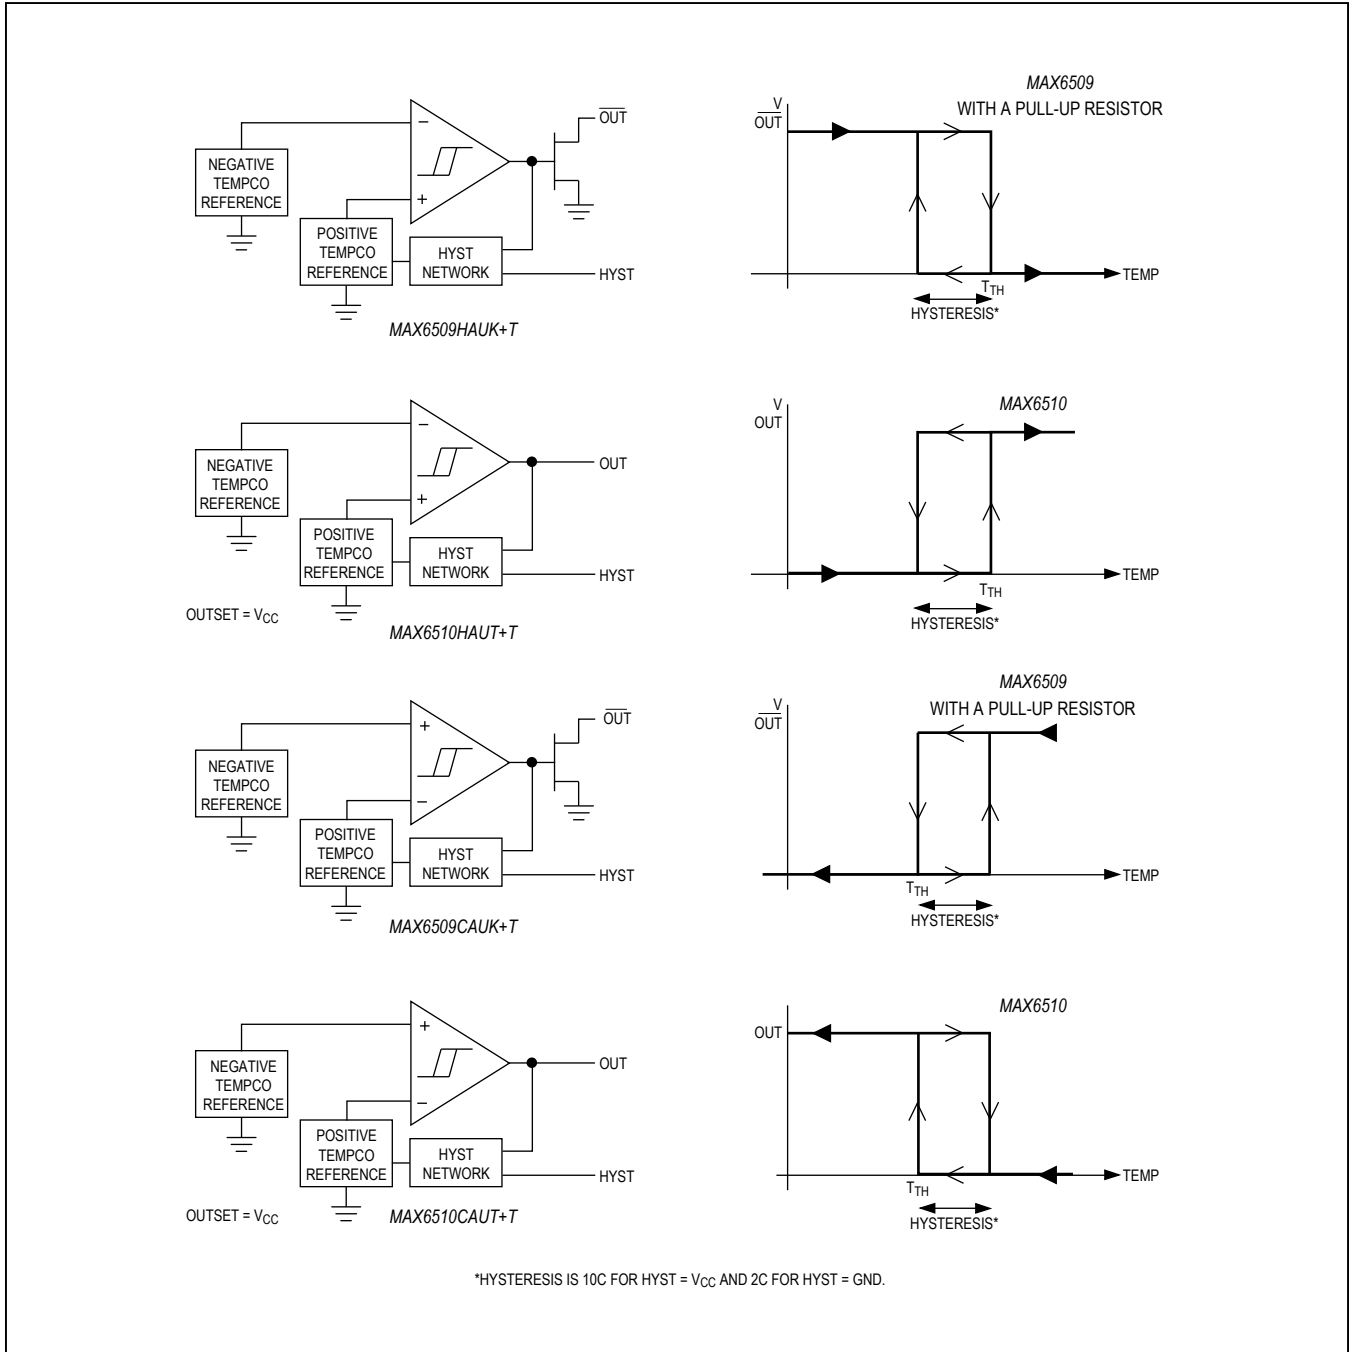 MAX6509
WITH A PULL-UP RESISTOR
V
OUT
OUT
−
NEGATIVE
TEMPCO
REFERENCE
+
POSITIVE
TEMPCO
REFERENCE
HYST
NETWORK
HYST
TEMP
TTH
HYSTERESIS*
MAX6509HAUK+T
MAX6510
V
OUT
−
NEGATIVE
TEMPCO
REFERENCE
OUT
+
POSITIVE
TEMPCO
REFERENCE
HYST
NETWORK
HYST
TEMP
TTH
HYSTERESIS*
OUTSET = VCC
MAX6510HAUT+T
MAX6509
WITH A PULL-UP RESISTOR
V
OUT
OUT
+
NEGATIVE
TEMPCO
REFERENCE
−
POSITIVE
TEMPCO
REFERENCE
HYST
NETWORK
HYST
TEMP
TTH
HYSTERESIS*
MAX6509CAUK+T
MAX6510
OUT
+
NEGATIVE
TEMPCO
REFERENCE
OUT
−
POSITIVE
TEMPCO
REFERENCE
HYST
NETWORK
HYST
TEMP
TTH
HYSTERESIS*
OUTSET = VCC
MAX6510CAUT+T
*HYSTERESIS IS 10C FOR HYST = VCC AND 2C FOR HYST = GND.